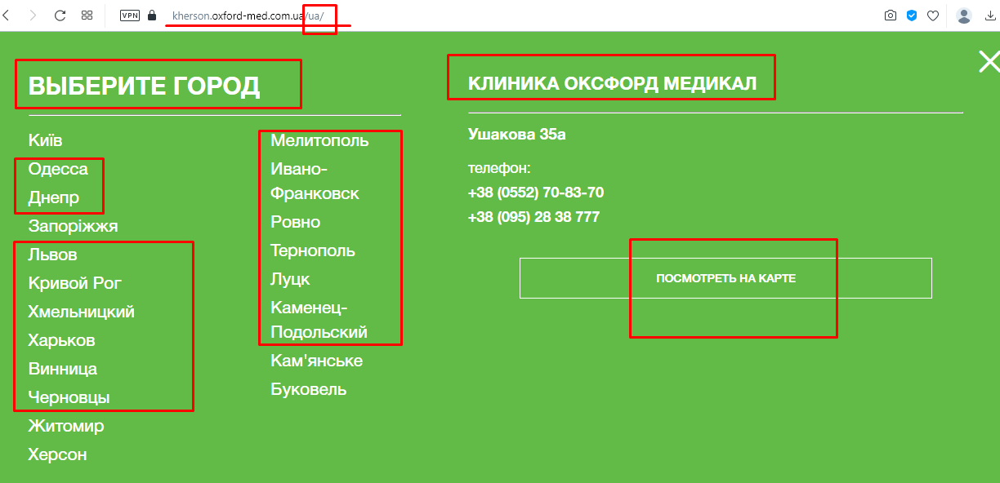 VPN
kherson.oxford-med.com.ua/ua/
ВЫБЕРИТЕ ГОРОД
Київ
Одесса
Днепр
Запоріжжя
Львов
Кривой Рог
Хмельницкий
Харьков
Винница
Черновцы
Житомир
Херсон
Мелитополь
Ивано-
Франковск
Ровно
Тернополь
Луцк
Каменец-
Подольский
Кам'янське
Буковель
КЛИНИКА ОКСФОРД МЕДИКАЛ
Ушакова 35а
телефон:
+38 (0552) 70-83-70
+38 (095) 28 38 777
ПОСМОТРЕТЬ НА КАРТЕ